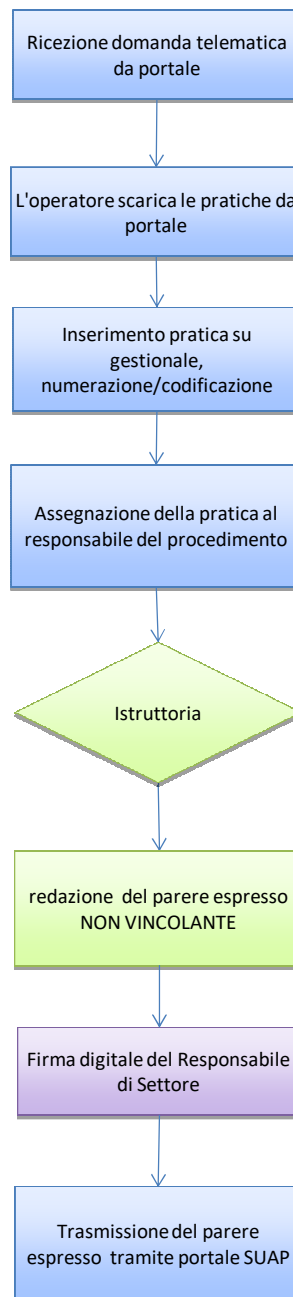 Ricezione domanda telematica
da portale
L'operatore scarica le pratiche da
portale
Inserimento pratica su
gestionale,
numerazione/codificazione
Assegnazione della pratica al
responsabile del procedimento
Istruttoria
redazione del parere espresso
NON VINCOLANTE
Firma digitale del Responsabile
di Settore
Trasmissione del parere
espresso tramite portale SUAP